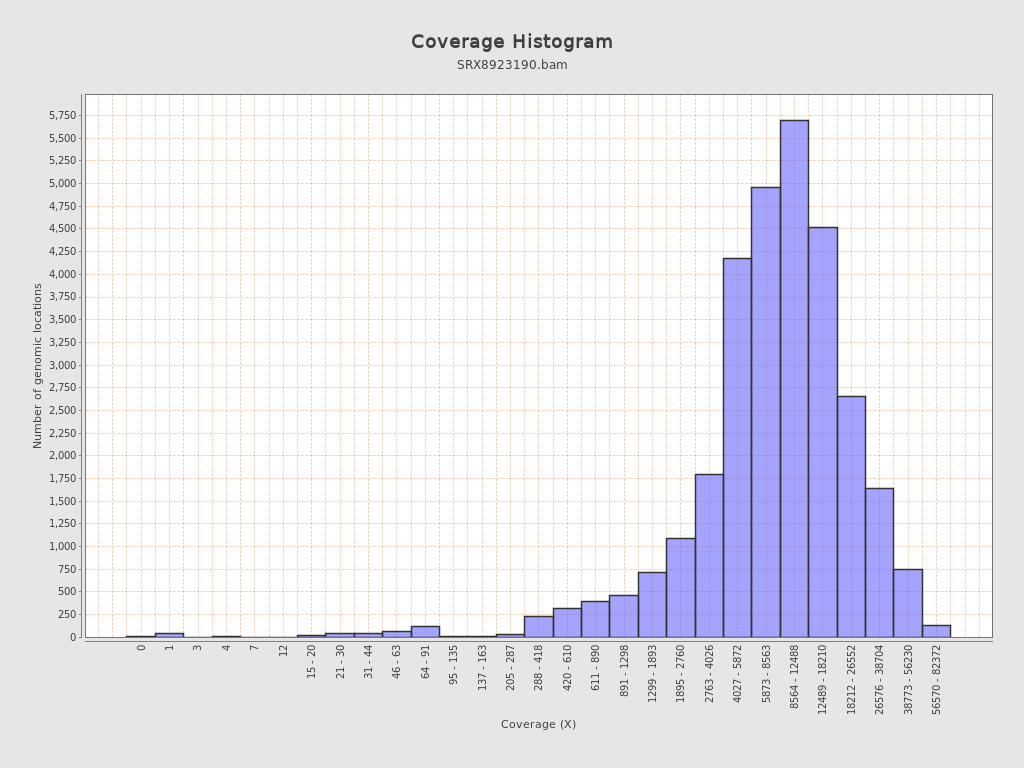 Coverage Histogram
SRX8923190.bam
Number of genomic locations
5,750
5,500
5,250
5,000
4,750
4,500
4,250
4,000
3,750
3,500
3,250
3,000
2,750
2,500
2,250
2,000
1,750
1,500
1,250
1,000
750
500
250
0
0
1
3
4
7
12
15 - 20
21 - 30
31 - 44
46 - 63
64 - 91
95 - 135
137 - 163
205 - 287
288 - 418
420 - 610
611 - 890
891 - 1298
1299 - 1893
1895 - 2760
2763 - 4026
4027 - 5872
5873 - 8563
8564 - 12488
12489 - 18210
18212 - 26552
26576 - 38704
38773 - 56230
56570 - 82372
Coverage (X)